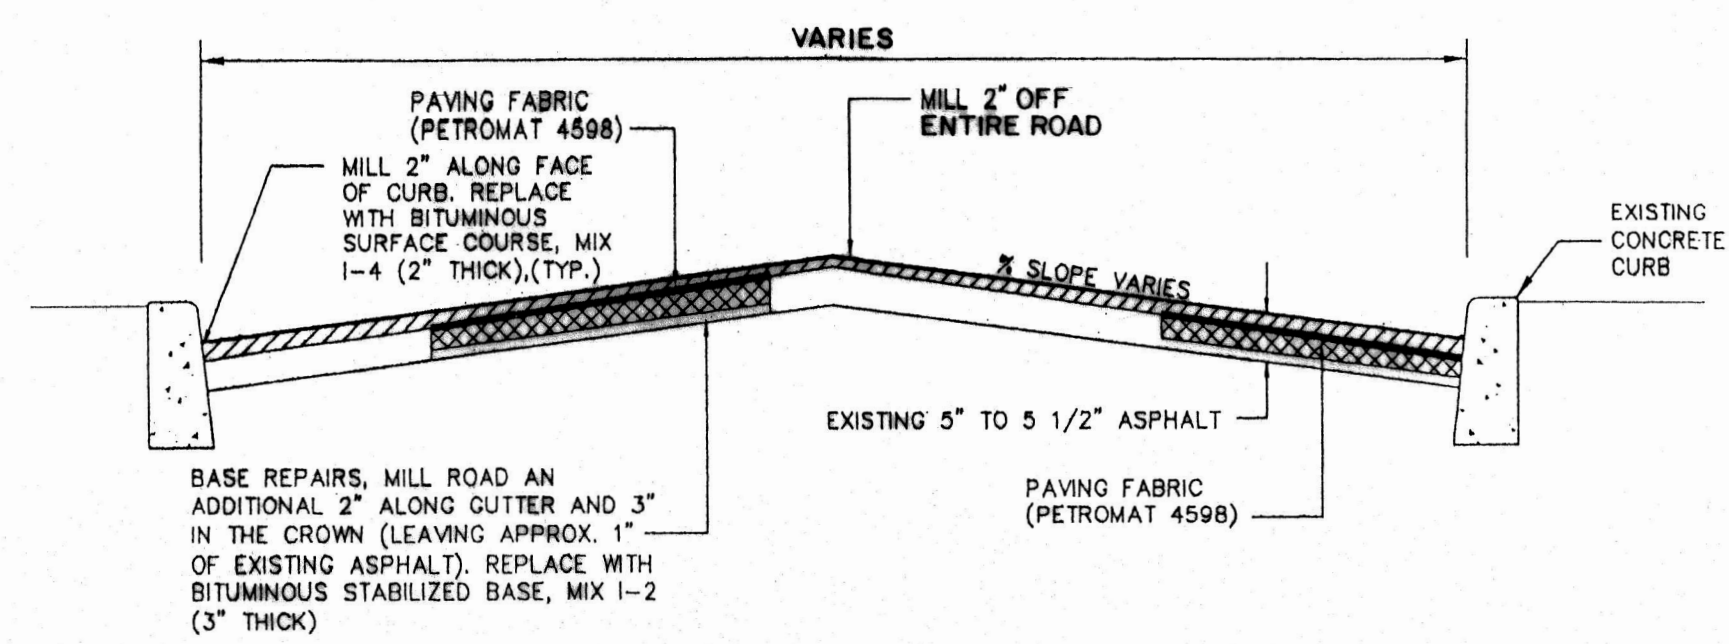 VARIES
PAVING FABRIC
(PETROMAT 4598)
MILL 2" OFF
ENTIRE ROAD
MILL 2" ALONG FACE
OF CURB. REPLACE
WITH BITUMINOUS
SURFACE COURSE, MIX
I-4 (2" THICK),(TYP.)
% SLOPE VARIES
EXISTING
CONCRETE
CURB
EXISTING 5" TO 5 1/2" ASPHALT
BASE REPAIRS, MILL ROAD AN
ADDITIONAL 2" ALONG GUTTER AND 3"
IN THE CROWN (LEAVING APPROX. 1"
OF EXISTING ASPHALT). REPLACE WITH
BITUMINOUS STABILIZED BASE, MIX I-2
(3" THICK)
PAVING FABRIC
(PETROMAT 4598)